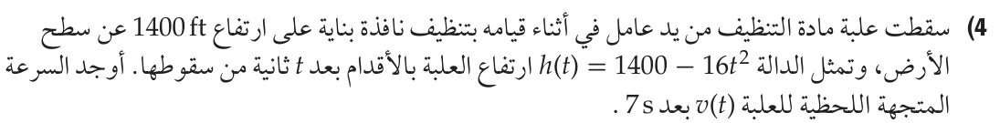 4) سقطت علبة مادة التنظيف من يد عامل في أثناء قيامه بتنظيف نافذة بناية على ارتفاع 1400 ft عن سطح
الأرض، وتمثل الدالة h(t) = 1400 − 16t² ارتفاع العلبة بالأقدام بعد t ثانية من سقوطها. أوجد السرعة
المتجهة اللحظية للعلبة v(t) بعد 7 s .